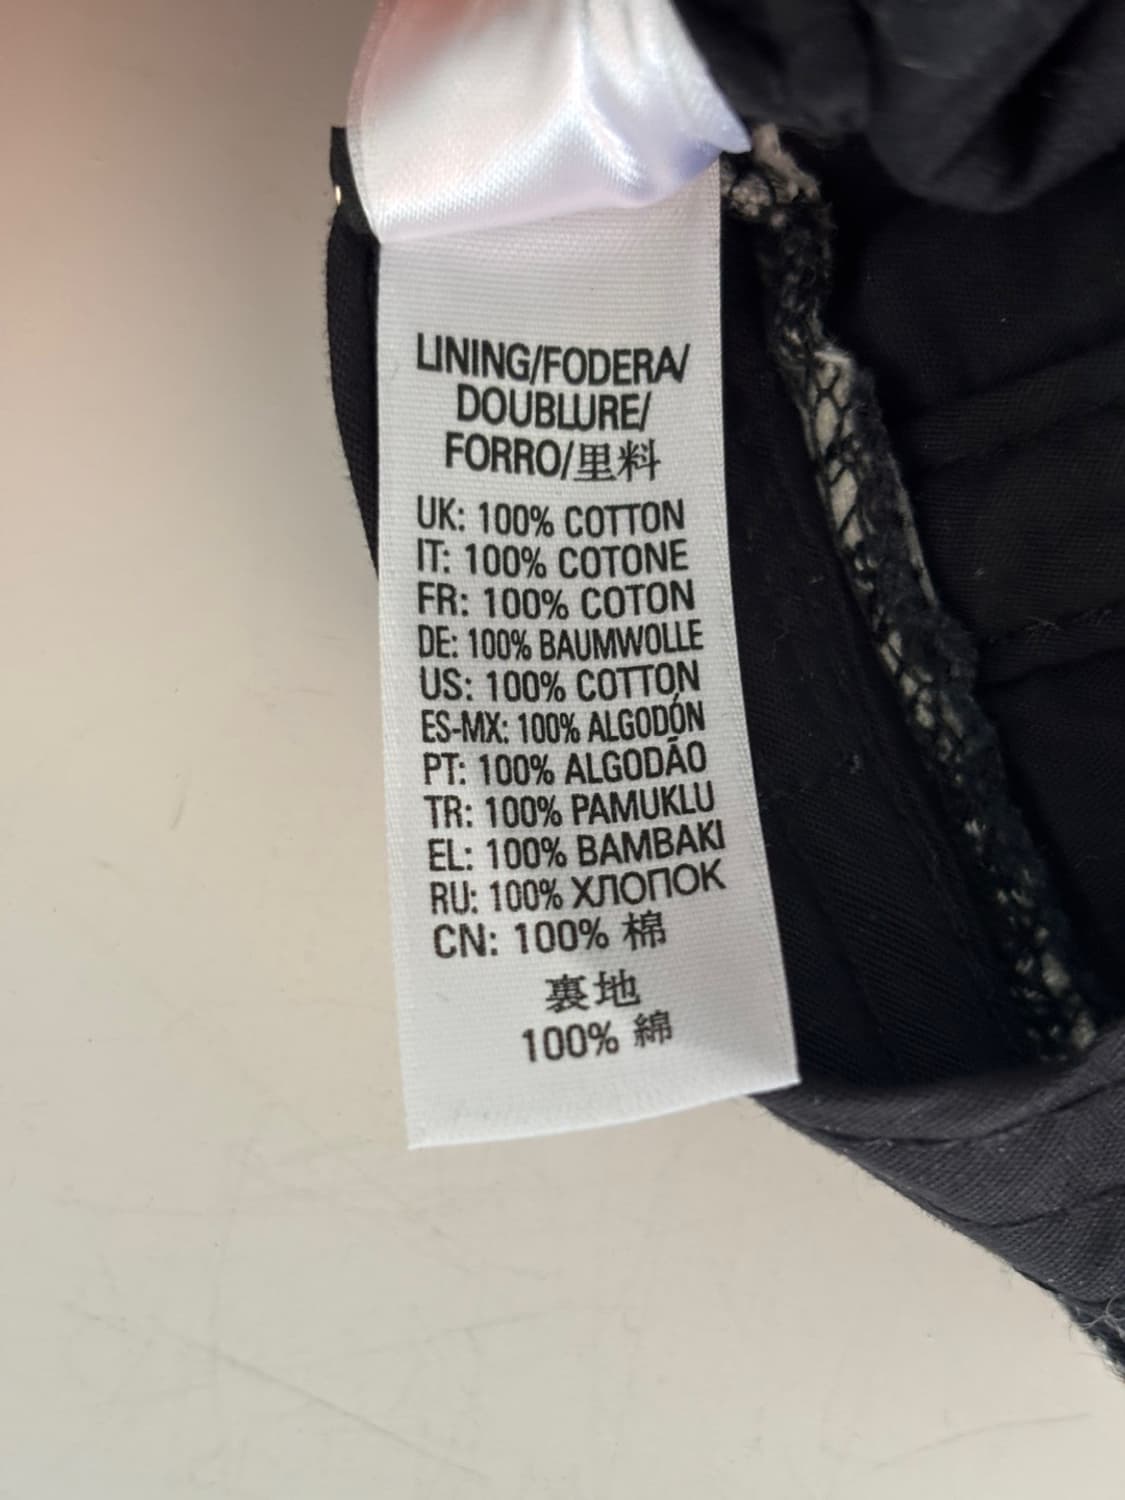 LINING/FODERA/
DOUBLURE/
FORRO/里料
UK: 100% COTTON
IT: 100% COTONE
FR: 100% COTON
DE: 100% BAUMWOLLE
US: 100% COTTON
ES-MX: 100% ALGODÓN
PT: 100% ALGODÃO
TR: 100% PAMUKLU
EL: 100% BAMBAKI
RU: 100% ХЛОПОК
CN: 100% 棉
裏地
100% 綿